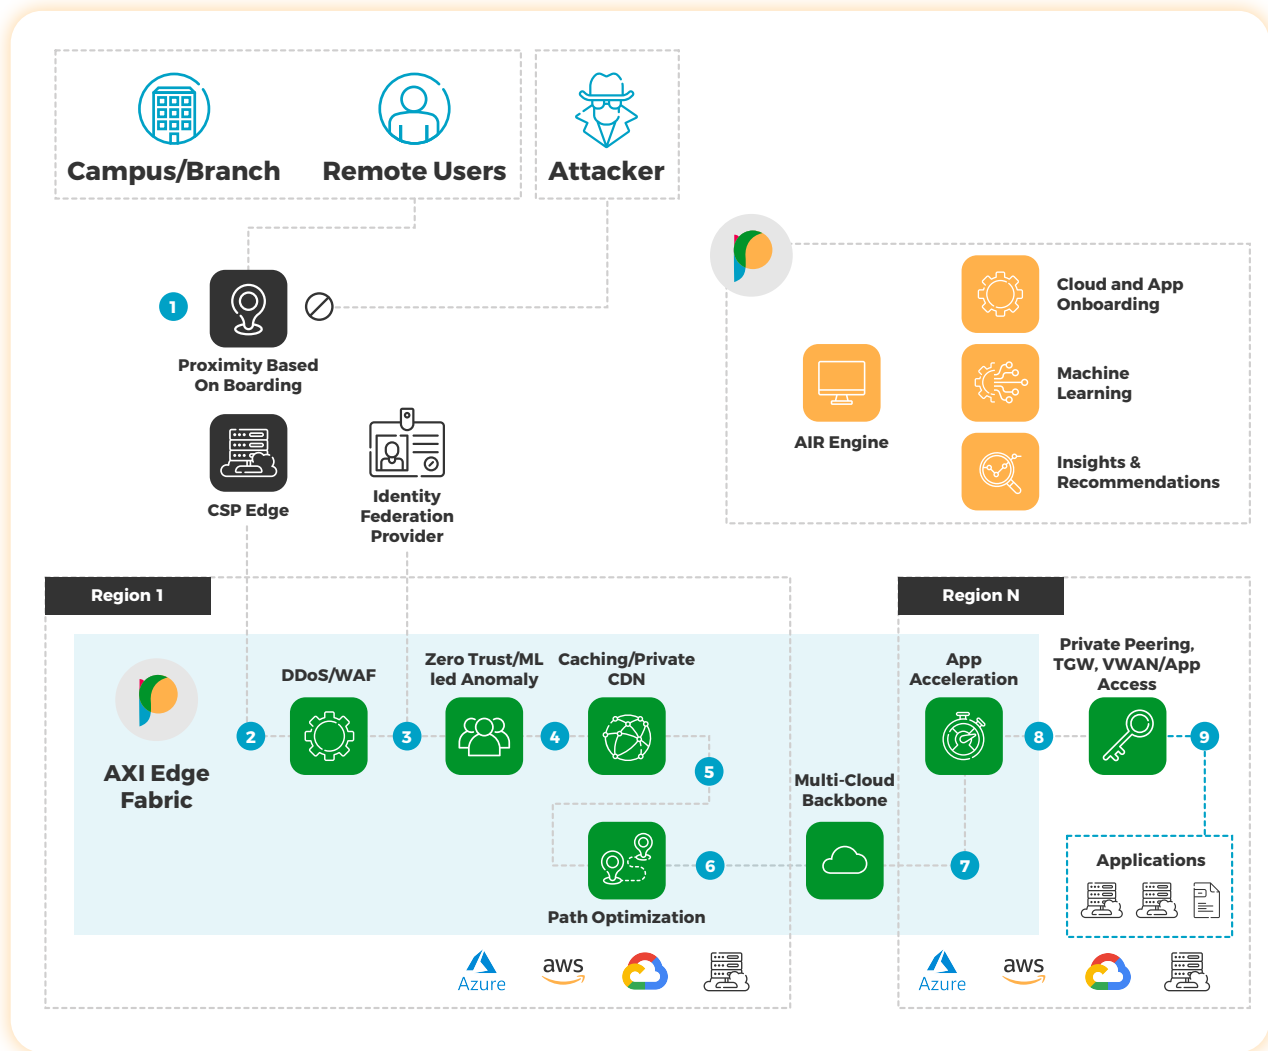 Campus/Branch
Remote Users
Attacker
1
Proximity Based
On Boarding
CSP Edge
Identity
Federation
Provider
Cloud and App
Onboarding
Machine
Learning
AIR Engine
Insights &
Recommendations
Region 1
Region N
AXI Edge
Fabric
2
DDoS/WAF
3
Zero Trust/ML
led Anomaly
4
Caching/Private
CDN
5
Path Optimization
6
Multi-Cloud
Backbone
7
App
Acceleration
8
Private Peering,
TGW, VWAN/App
Access
9
Applications
Azure
aws
Azure
aws